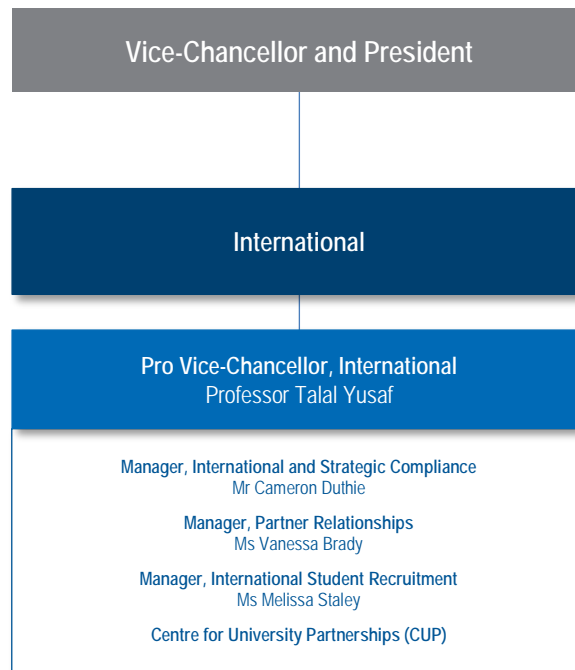 Vice-Chancellor and President
International
Pro Vice-Chancellor, International
Professor Talal Yusaf
Manager, International and Strategic Compliance
Mr Cameron Duthie
Manager, Partner Relationships
Ms Vanessa Brady
Manager, International Student Recruitment
Ms Melissa Staley
Centre for University Partnerships (CUP)